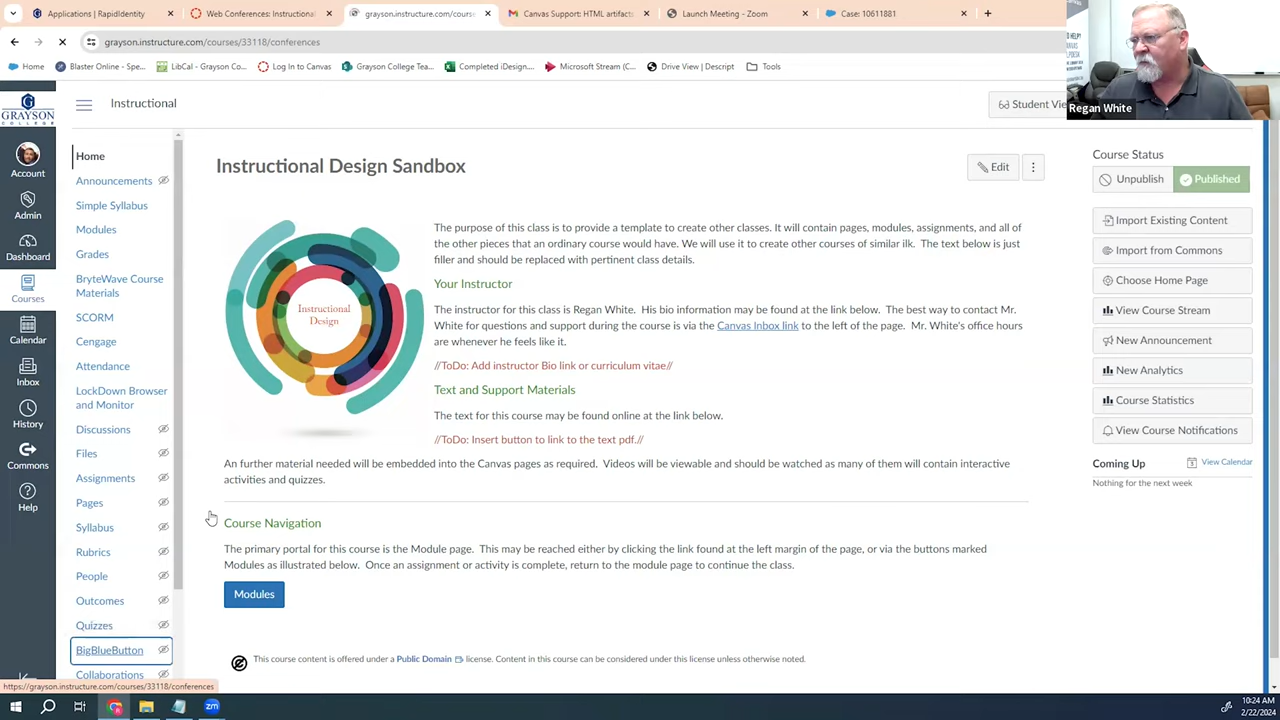 Applications | RapidIdentity
Web Conferences: Instructional
grayson.instructure.com/course
Canvas Support: HTML artifacts
Launch Meeting - Zoom
Case: 10611881
grayson.instructure.com/courses/33118/conferences
Home
Blaster Online - Spe...
LibCal - Grayson Co...
Log In to Canvas
Grayson College Tea...
Completed iDesign...
Microsoft Stream (C...
Drive View | Descript
Tools
GRAYSON
COLLEGE
Account
Admin
Dashboard
Courses
Calendar
Inbox
History
Commons
Help
Instructional
Student Vie
Regan White
Home
Announcements
Simple Syllabus
Modules
Grades
BryteWave Course
Materials
SCORM
Cengage
Attendance
LockDown Browser
and Monitor
Discussions
Files
Assignments
Pages
Syllabus
Rubrics
People
Outcomes
Quizzes
BigBlueButton
Collaborations
Instructional Design Sandbox
Edit
Instructional
Design
The purpose of this class is to provide a template to create other classes. It will contain pages, modules, assignments, and all of
the other pieces that an ordinary course would have. We will use it to create other courses of similar ilk. The text below is just
filler and should be replaced with pertinent class details.
Your Instructor
The instructor for this class is Regan White. His bio information may be found at the link below. The best way to contact Mr.
White for questions and support during the course is via the Canvas Inbox link to the left of the page. Mr. White's office hours
are whenever he feels like it.
//ToDo: Add instructor Bio link or curriculum vitae//
Text and Support Materials
The text for this course may be found online at the link below.
//ToDo: Insert button to link to the text pdf.//
An further material needed will be embedded into the Canvas pages as required. Videos will be viewable and should be watched as many of them will contain interactive
activities and quizzes.
Course Navigation
The primary portal for this course is the Module page. This may be reached either by clicking the link found at the left margin of the page, or via the buttons marked
Modules as illustrated below. Once an assignment or activity is complete, return to the module page to continue the class.
Modules
This course content is offered under a Public Domain license. Content in this course can be considered under this license unless otherwise noted.
Course Status
Unpublish
Published
Import Existing Content
Import from Commons
Choose Home Page
View Course Stream
New Announcement
New Analytics
Course Statistics
View Course Notifications
Coming Up
View Calendar
Nothing for the next week
https://grayson.instructure.com/courses/33118/conferences
zm
10:24 AM
2/22/2024